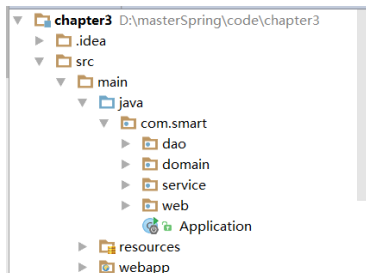 chapter3 D:\masterSpring\code\chapter3
.idea
src
main
java
com.smart
dao
domain
service
web
Application
resources
webapp